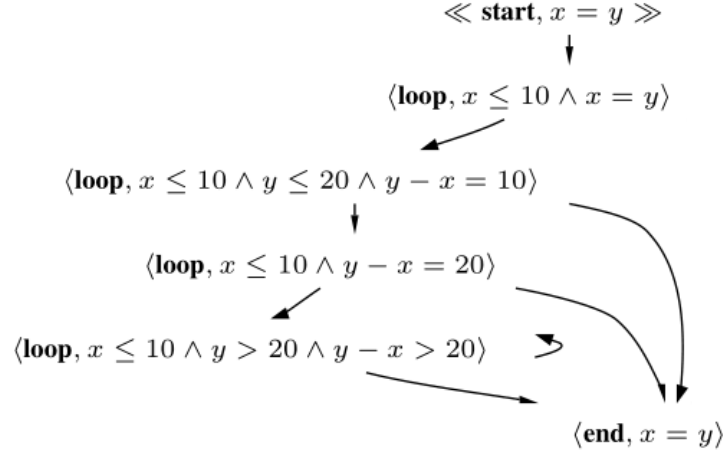 ≪ start, x = y ≫
⟨loop, x ≤ 10 ∧ x = y⟩
⟨loop, x ≤ 10 ∧ y ≤ 20 ∧ y − x = 10⟩
⟨loop, x ≤ 10 ∧ y − x = 20⟩
⟨loop, x ≤ 10 ∧ y > 20 ∧ y − x > 20⟩
⟨end, x = y⟩